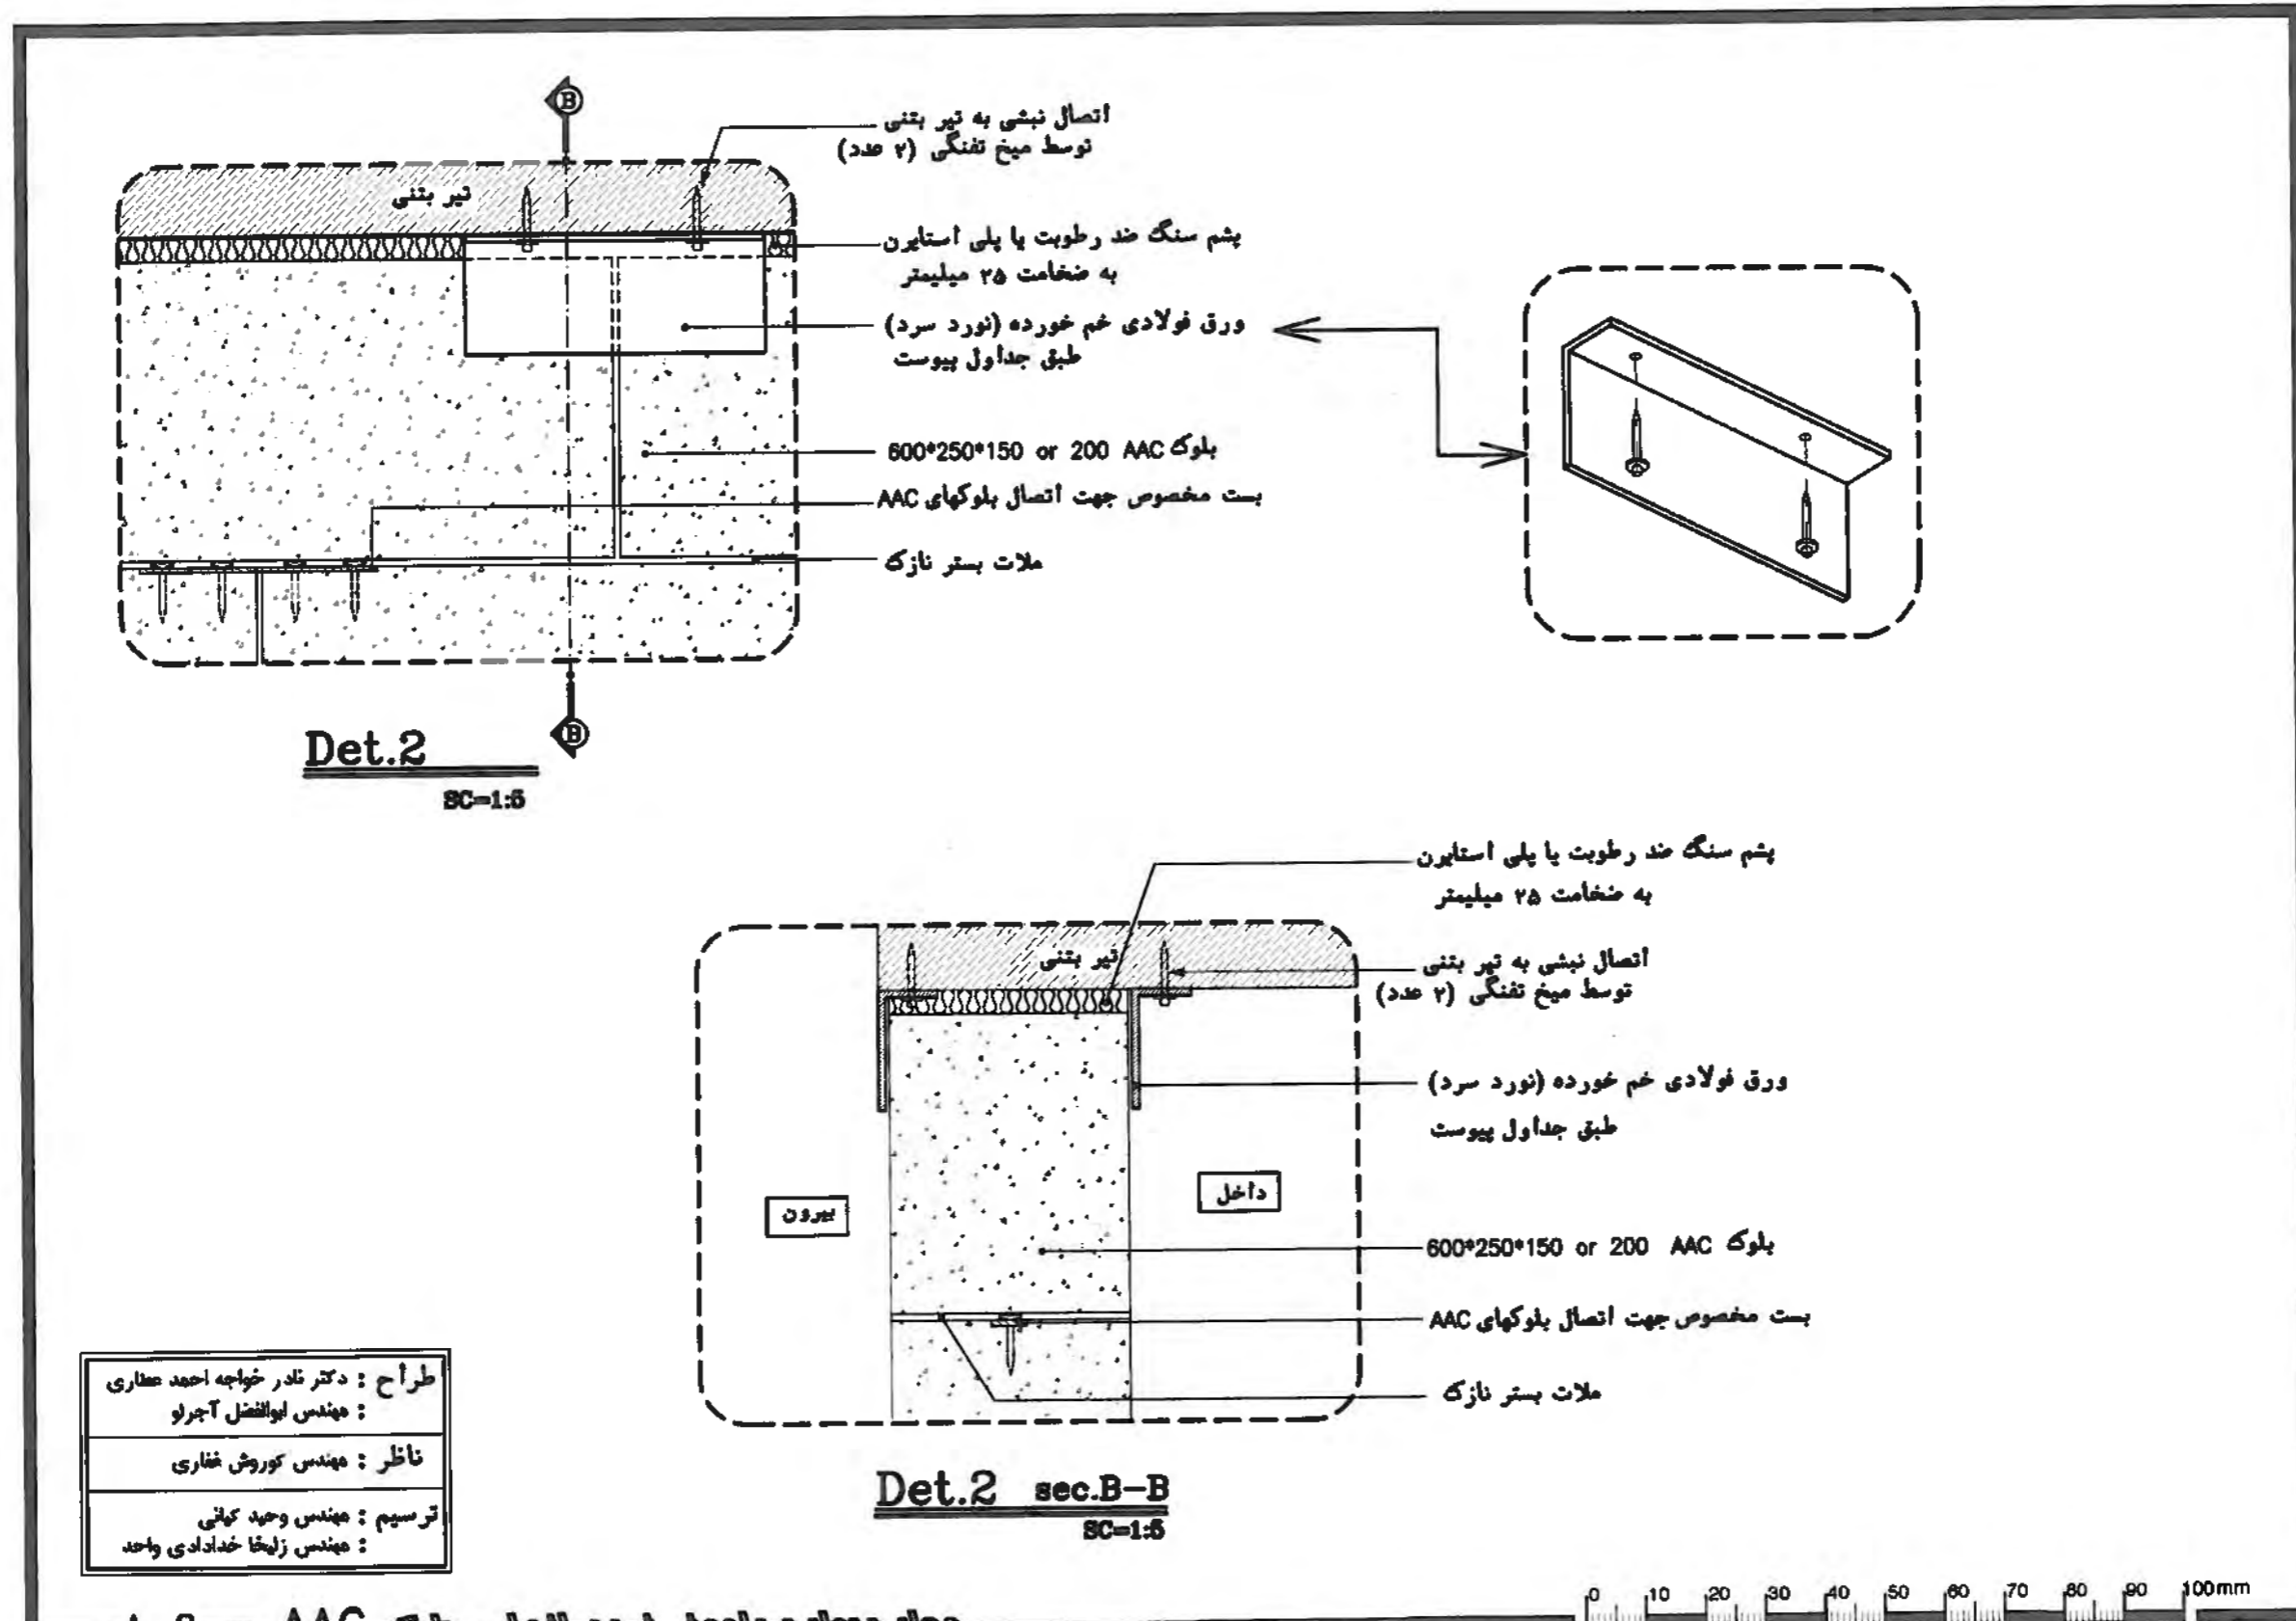 B
اتصال نبشی به تیر بتنی
توسط میخ تفنگی (۲ عدد)
تیر بتنی
پشم سنگ ضد رطوبت یا پلی استایرن
به ضخامت ۲۵ میلیمتر
ورق فولادی خم خورده (نورد سرد)
طبق جداول پیوست
بلوک 600*250*150 or 200 AAC
بست مخصوص جهت اتصال بلوکهای AAC
ملات بستر نازک
B
Det.2
SC=1:5
پشم سنگ ضد رطوبت یا پلی استایرن
به ضخامت ۲۵ میلیمتر
تیر بتنی
اتصال نبشی به تیر بتنی
توسط میخ تفنگی (۲ عدد)
ورق فولادی خم خورده (نورد سرد)
طبق جداول پیوست
داخل
بیرون
بلوک 600*250*150 or 200 AAC
بست مخصوص جهت اتصال بلوکهای AAC
ملات بستر نازک
Det.2 sec.B-B
SC=1:5
طراح : دکتر نادر خواجه احمد عطاری
: مهندس ابوالفضل آجرلو
ناظر : مهندس کوروش غفاری
ترسیم : مهندس وحید کیانی
: مهندس زلیخا خدادادی واحد
0 10 20 30 40 50 60 70 80 90 100mm
AAC